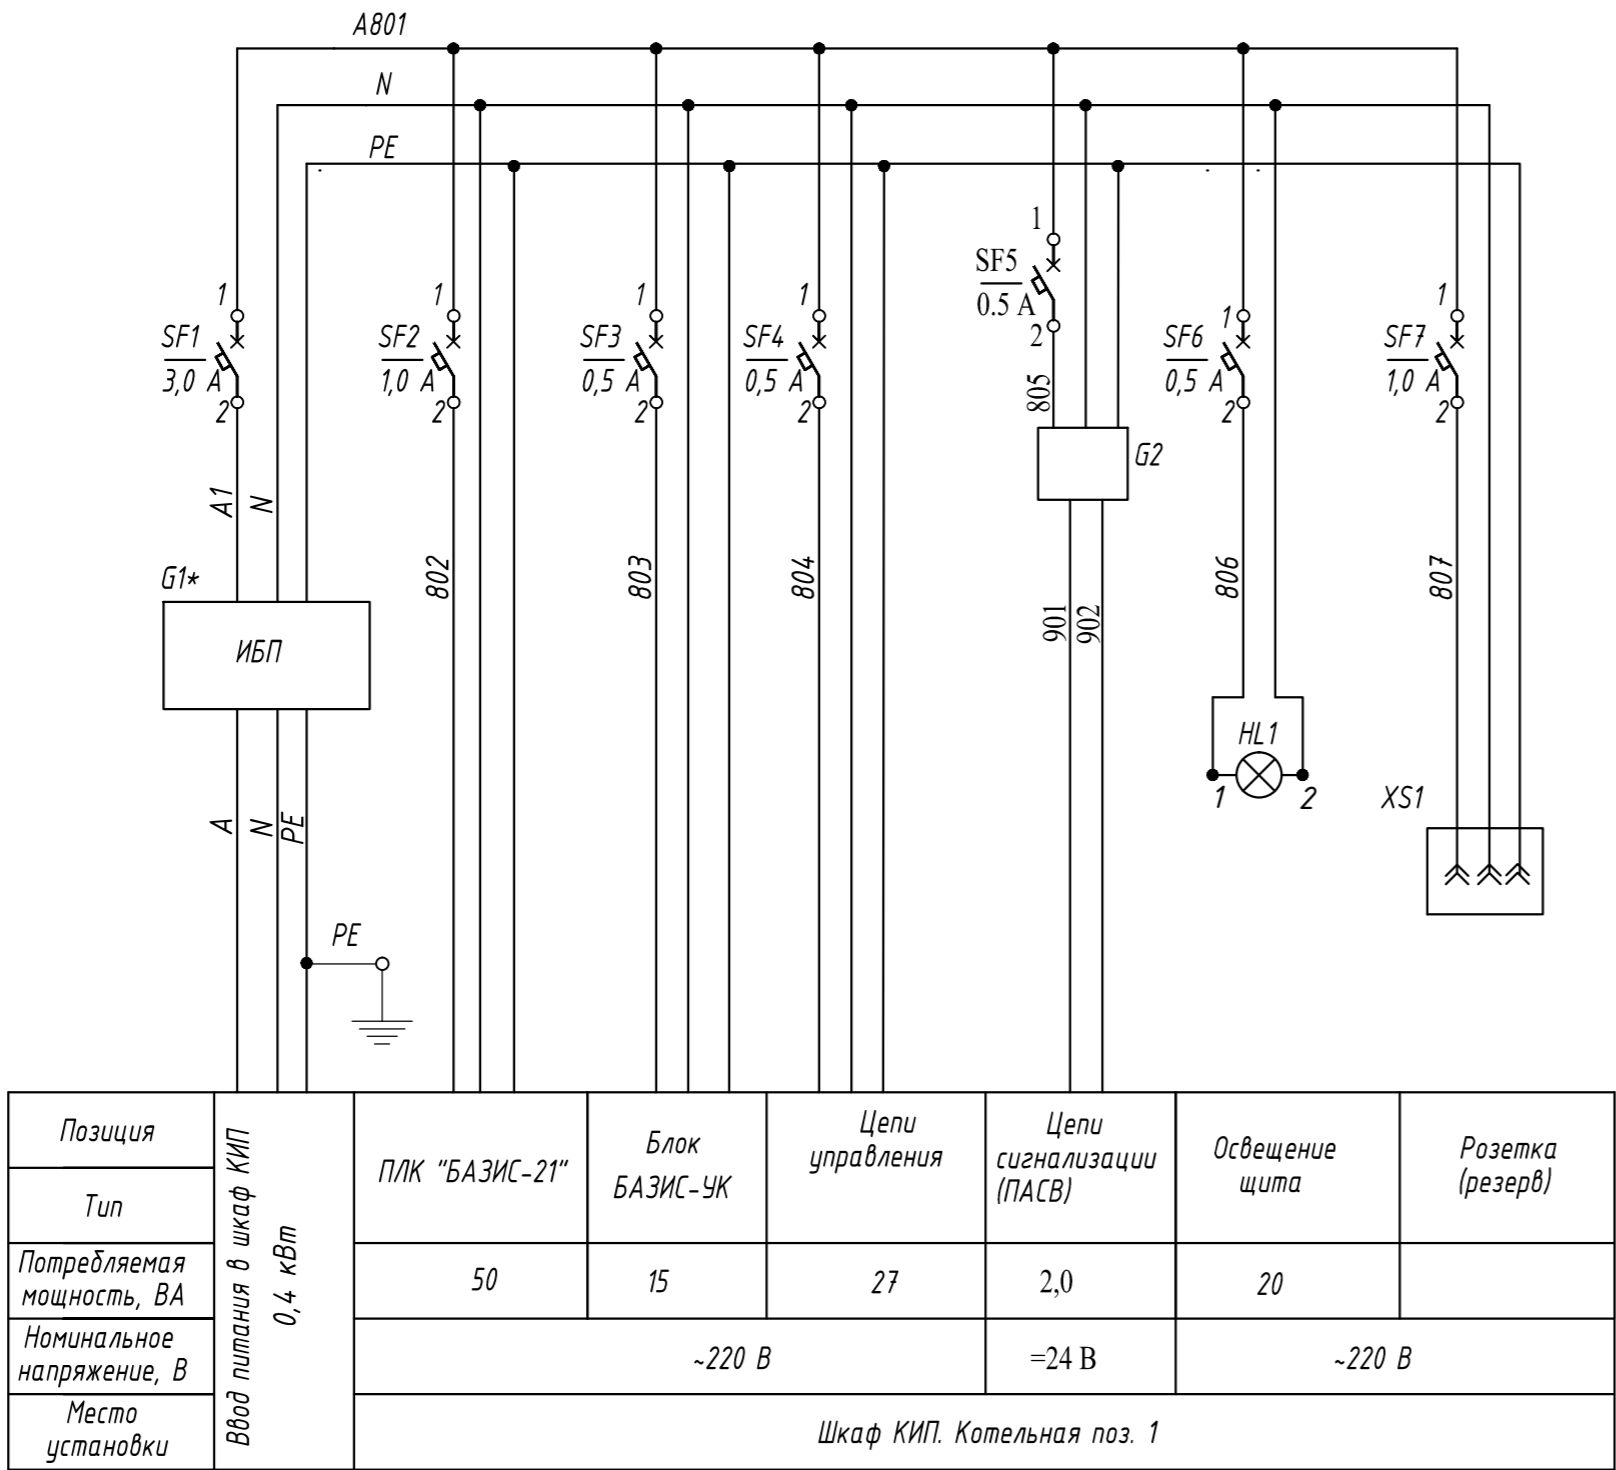 A801
N
PE
1
SF1
3,0 A
2
1
SF2
1,0 A
2
1
SF3
0,5 A
2
1
SF4
0,5 A
2
1
SF5
0.5 A
2
805
1
SF6
0,5 A
2
1
SF7
1,0 A
2
A1
N
G1*
ИБП
802
803
804
G2
901
902
806
807
HL1
1
2
XS1
A
N
PE
PE
Позиция
Тип
Потребляемая
мощность, ВА
Номинальное
напряжение, В
Место
установки
Ввод питания в шкаф КИП
0,4 кВт
ПЛК "БАЗИС-21"
Блок
БАЗИС-УК
Цепи
управления
Цепи
сигнализации
(ПАСВ)
Освещение
щита
Розетка
(резерв)
50
15
27
2,0
20
~220 В
=24 В
~220 В
Шкаф КИП. Котельная поз. 1